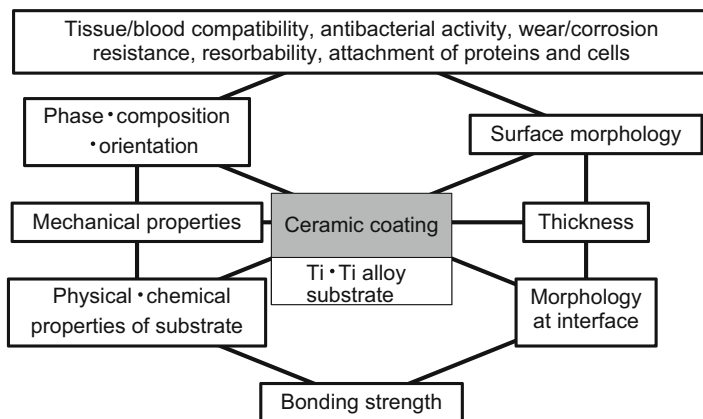 Tissue/blood compatibility, antibacterial activity, wear/corrosion
resistance, resorbability, attachment of proteins and cells
Phase・composition
・orientation
Surface morphology
Mechanical properties
Ceramic coating
Thickness
Ti・Ti alloy
substrate
Physical・chemical
properties of substrate
Morphology
at interface
Bonding strength